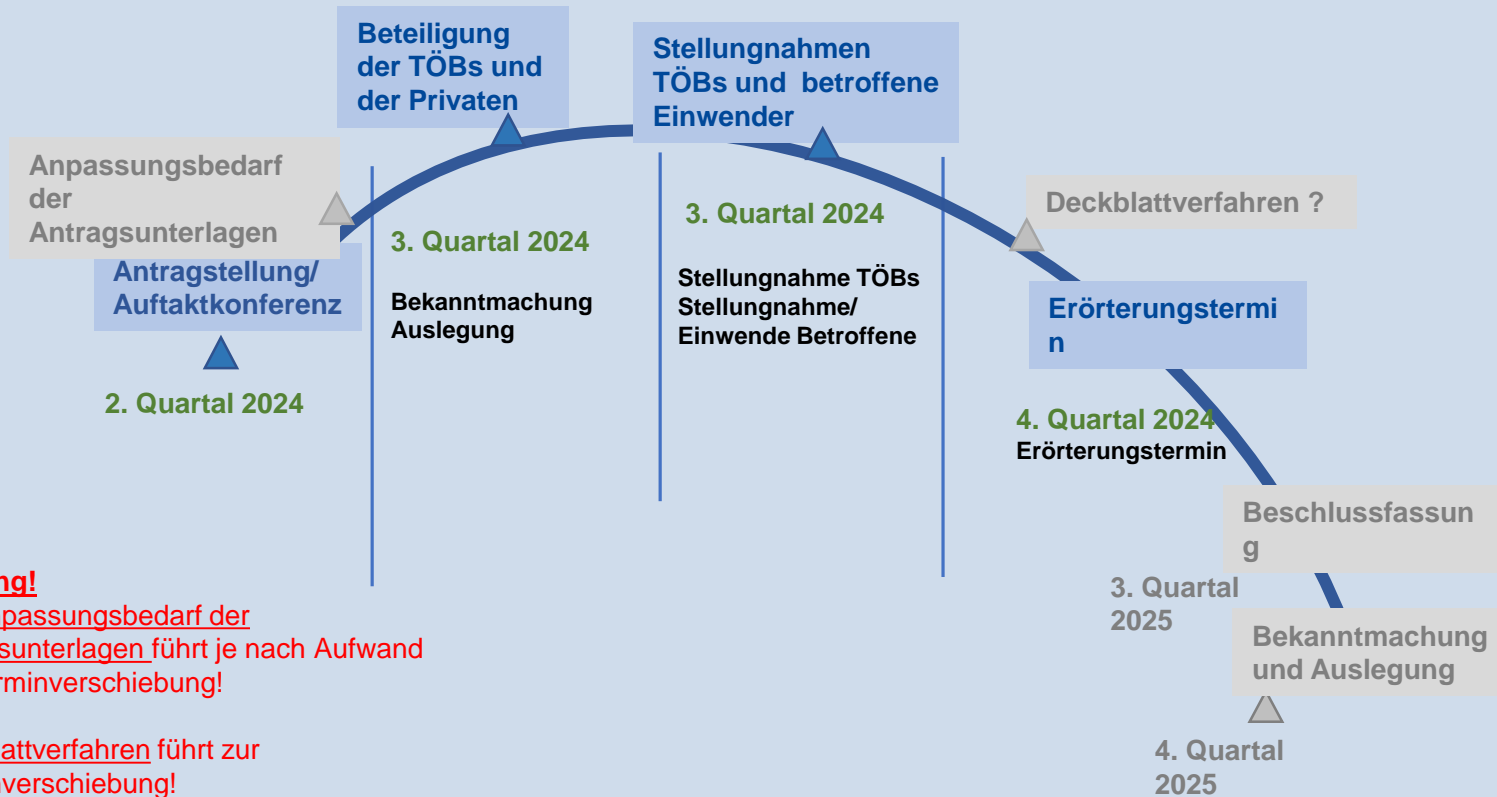 Beteiligung
der TÖBs und
der Privaten
Stellungnahmen
TÖBs und betroffene
Einwender
Anpassungsbedarf
der
Antragsunterlagen
Antragstellung/
Auftaktkonferenz
2. Quartal 2024
3. Quartal 2024
Bekanntmachung
Auslegung
3. Quartal 2024
Stellungnahme TÖBs
Stellungnahme/
Einwende Betroffene
Deckblattverfahren ?
Erörterungstermi
n
4. Quartal 2024
Erörterungstermin
Beschlussfassun
g
3. Quartal
2025
Bekanntmachung
und Auslegung
4. Quartal
2025
ng!
passungsbedarf der
sunterlagen führt je nach Aufwand
rminverschiebung!
attverfahren führt zur
nverschiebung!